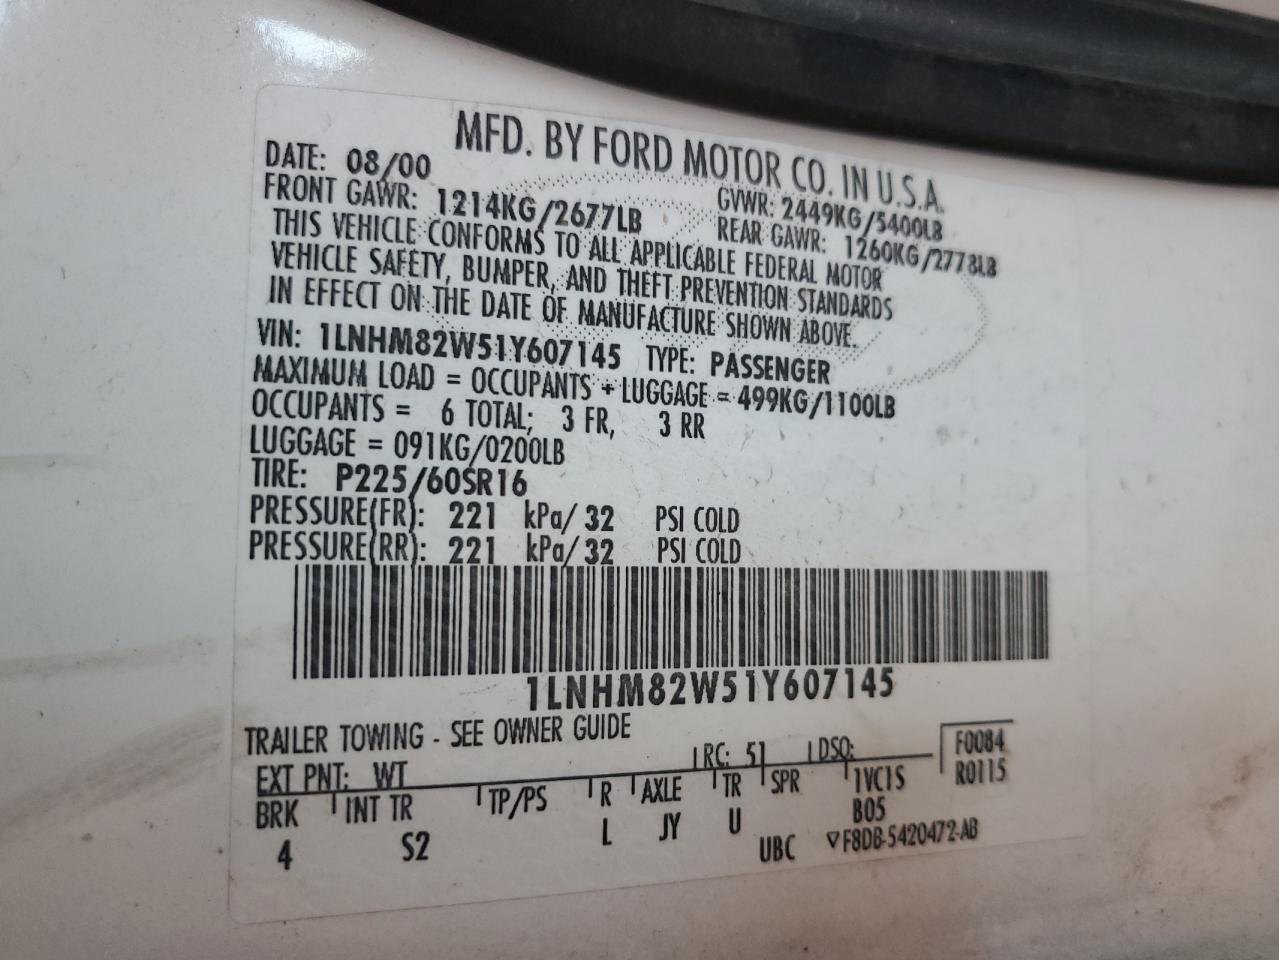 MFD. BY FORD MOTOR CO. IN U.S.A.
DATE: 08/00 GVWR: 2449KG/5400LB
FRONT GAWR: 1214KG/2677LB REAR GAWR: 1260KG/2778LB
THIS VEHICLE CONFORMS TO ALL APPLICABLE FEDERAL MOTOR
VEHICLE SAFETY, BUMPER, AND THEFT PREVENTION STANDARDS
IN EFFECT ON THE DATE OF MANUFACTURE SHOWN ABOVE.
VIN: 1LNHM82W51Y607145 TYPE: PASSENGER
MAXIMUM LOAD = OCCUPANTS + LUGGAGE = 499KG/1100LB
OCCUPANTS = 6 TOTAL; 3 FR, 3 RR
LUGGAGE = 091KG/0200LB
TIRE: P225/60SR16
PRESSURE(FR): 221 kPa/ 32 PSI COLD
PRESSURE(RR): 221 kPa/ 32 PSI COLD
1LNHM82W51Y607145
TRAILER TOWING - SEE OWNER GUIDE
EXT PNT: WT RC: 51 DSO: F0084
BRK INT TR TP/PS R AXLE TR SPR 1VC1S R0115
4 S2 L JY U B05
UBC ▽F8DB-5420472-AB